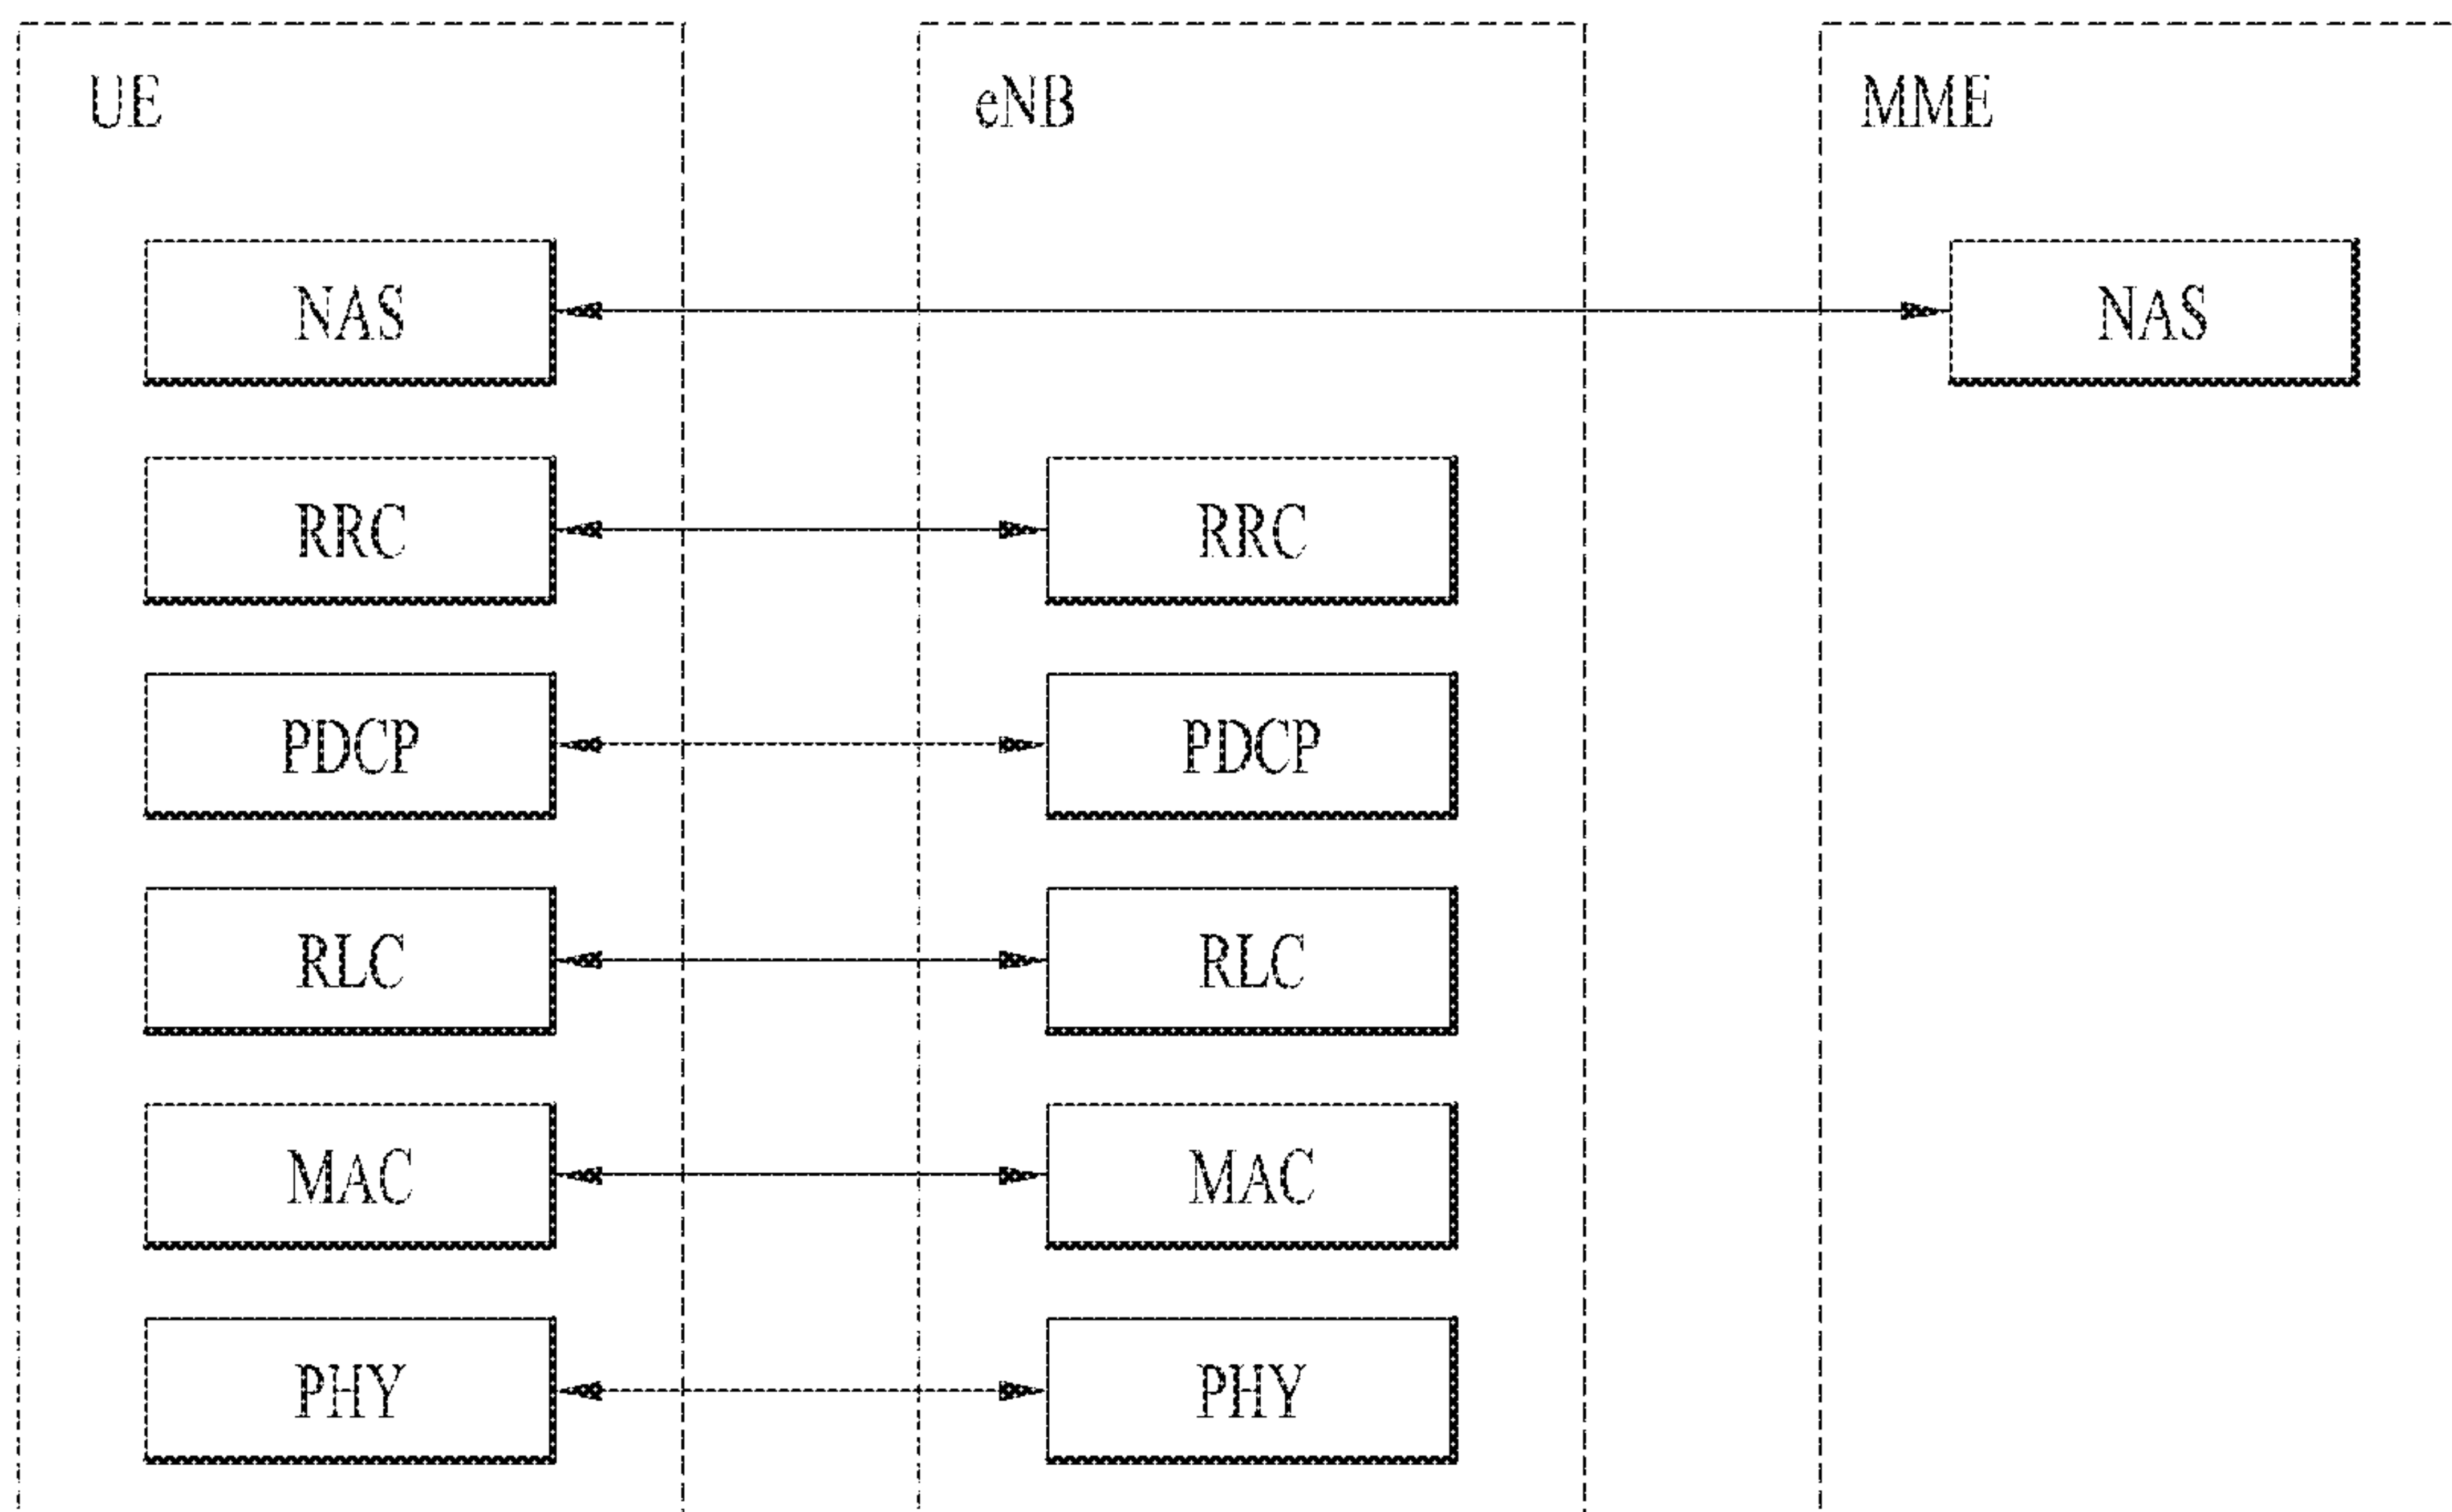 UE eNB MME
NAS NAS
RRC RRC
PDCP PDCP
RLC RLC
MAC MAC
PHY PHY